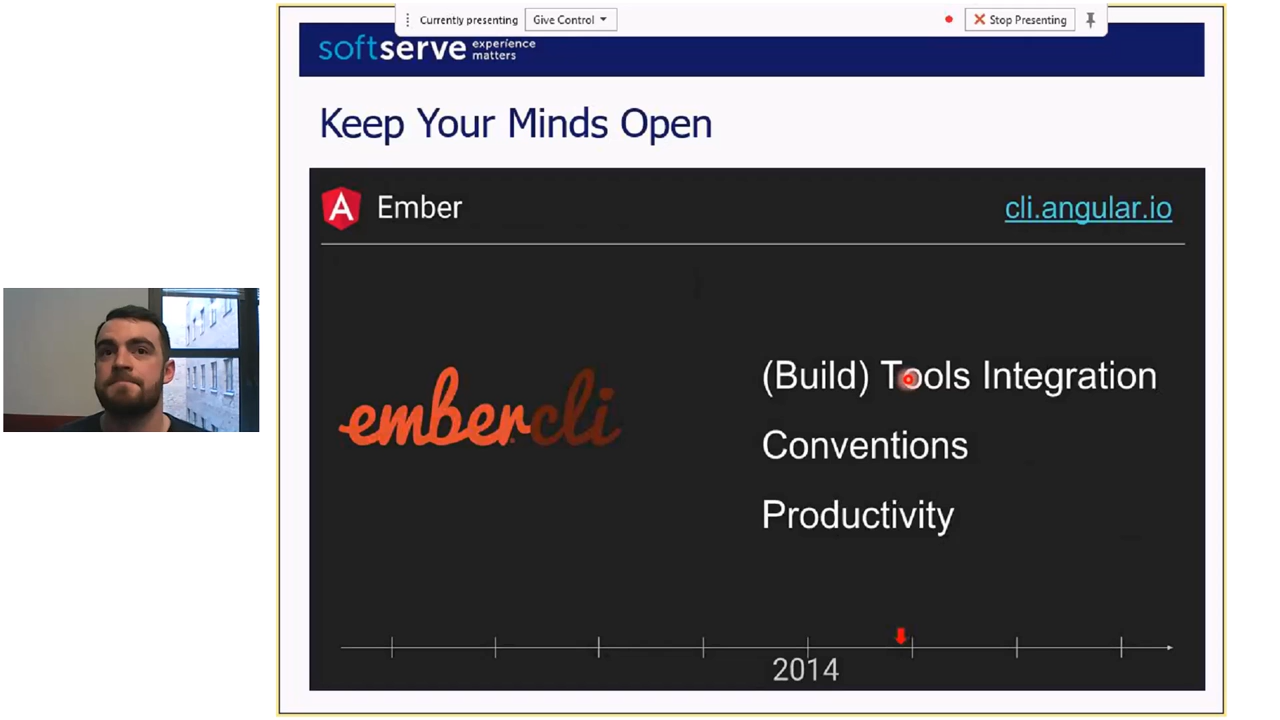 Currently presenting Give Control Stop Presenting
softserve experience matters
Keep Your Minds Open
Ember cli.angular.io
(Build) Tools Integration
embercli Conventions
Productivity
2014